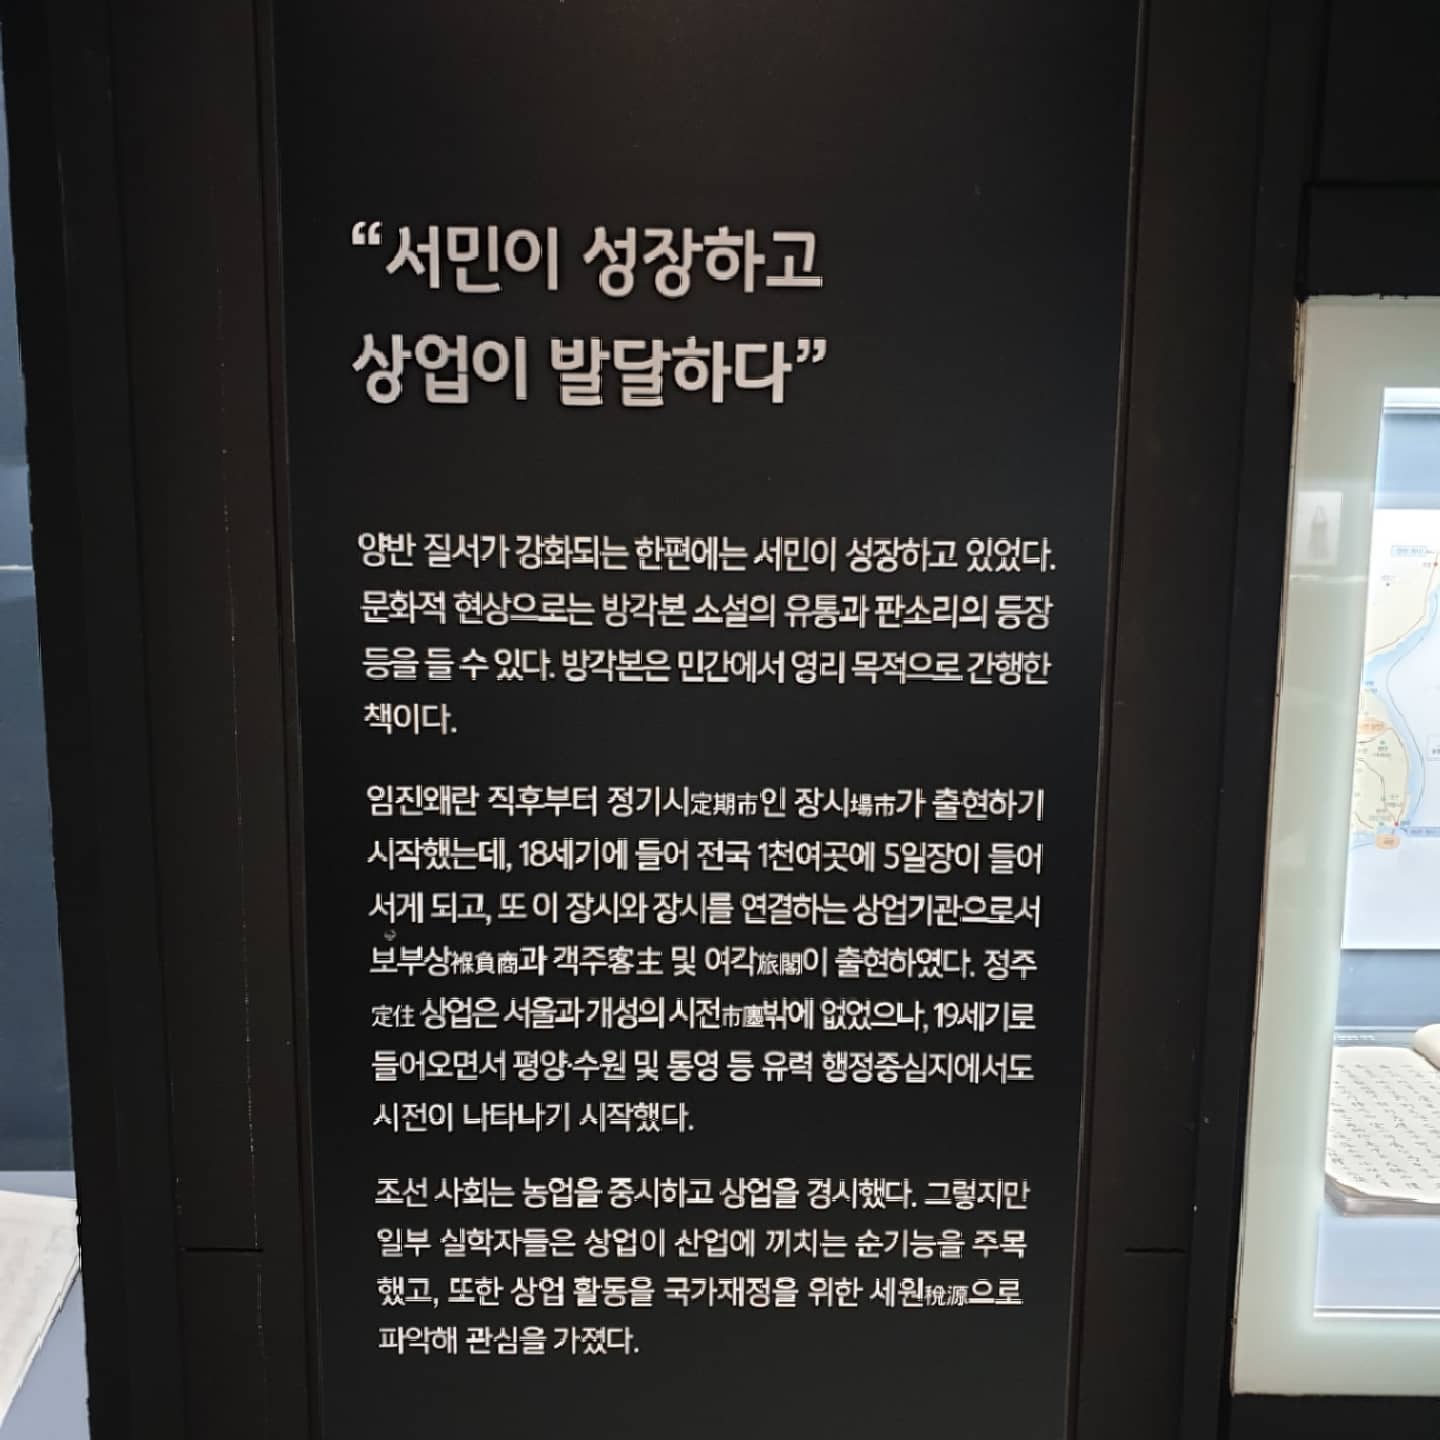 “서민이 성장하고
상업이 발달하다”
양반 질서가 강화되는 한편에는 서민이 성장하고 있었다.
문화적 현상으로는 방각본 소설의 유통과 판소리의 등장
등을 들 수 있다. 방각본은 민간에서 영리 목적으로 간행한
책이다.
임진왜란 직후부터 정기시定期市인 장시場市가 출현하기
시작했는데, 18세기에 들어 전국 1천여곳에 5일장이 들어
서게 되고, 또 이 장시와 장시를 연결하는 상업기관으로서
보부상褓負商과 객주客主 및 여각旅閣이 출현하였다. 정주
定住 상업은 서울과 개성의 시전市廛밖에 없었으나, 19세기로
들어오면서 평양·수원 및 통영 등 유력 행정중심지에서도
시전이 나타나기 시작했다.
조선 사회는 농업을 중시하고 상업을 경시했다. 그렇지만
일부 실학자들은 상업이 산업에 끼치는 순기능을 주목
했고, 또한 상업 활동을 국가재정을 위한 세원稅源으로
파악해 관심을 가졌다.